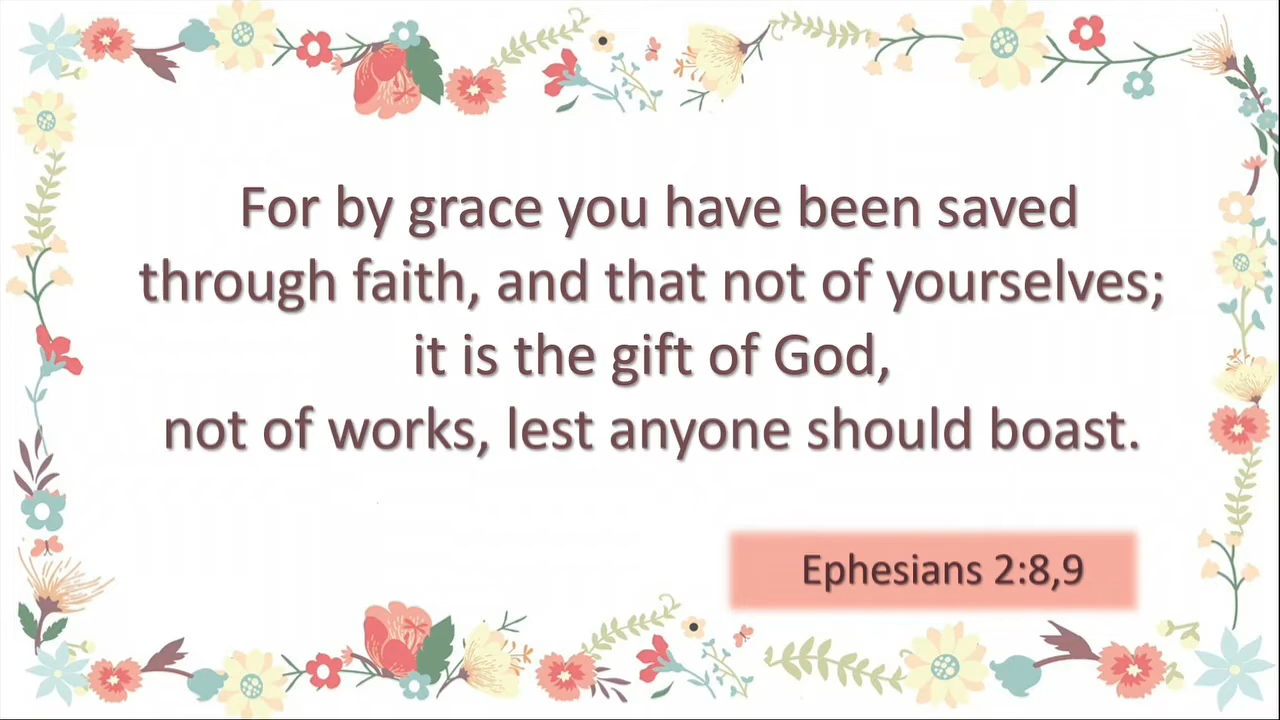 For by grace you have been saved
through faith, and that not of yourselves;
it is the gift of God,
not of works, lest anyone should boast.
Ephesians 2:8,9